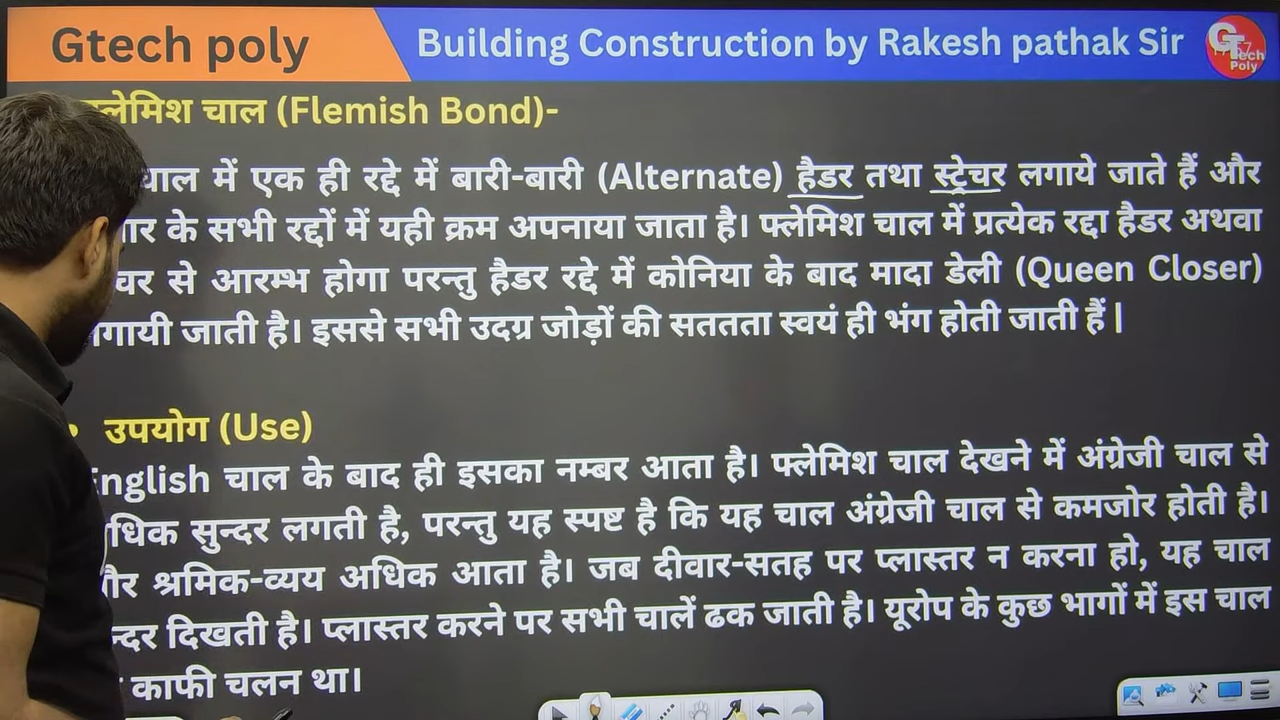 Gtech poly
Building Construction by Rakesh pathak Sir
GT Tech Poly
लेमिश चाल (Flemish Bond)-
चाल में एक ही रद्दे में बारी-बारी (Alternate) हैडर तथा स्ट्रेचर लगाये जाते हैं और
के सभी रद्दों में यही क्रम अपनाया जाता है। फ्लेमिश चाल में प्रत्येक रद्दा हैडर अथवा
से आरम्भ होगा परन्तु हैडर रद्दे में कोनिया के बाद मादा डेली (Queen Closer)
गायी जाती है। इससे सभी उदग्र जोड़ों की सततता स्वयं ही भंग होती जाती हैं |
• उपयोग (Use)
English चाल के बाद ही इसका नम्बर आता है। फ्लेमिश चाल देखने में अंग्रेजी चाल से
धिक सुन्दर लगती है, परन्तु यह स्पष्ट है कि यह चाल अंग्रेजी चाल से कमजोर होती है।
श्रमिक-व्यय अधिक आता है। जब दीवार-सतह पर प्लास्तर न करना हो, यह चाल
न्दर दिखती है। प्लास्तर करने पर सभी चालें ढक जाती है। यूरोप के कुछ भागों में इस चाल
काफी चलन था।